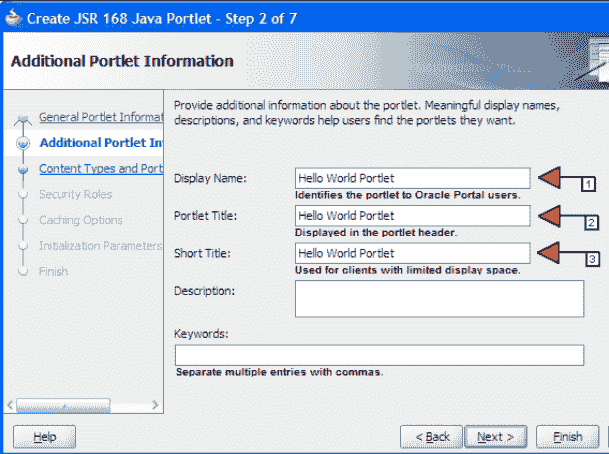 Create JSR 168 Java Portlet - Step 2 of 7
Additional Portlet Information
General Portlet Informat
Additional Portlet In
Content Types and Port
Security Roles
Caching Options
Initialization Parameters
Finish
Provide additional information about the portlet. Meaningful display names,
descriptions, and keywords help users find the portlets they want.
Display Name: Hello World Portlet 1
Identifies the portlet to Oracle Portal users.
Portlet Title: Hello World Portlet 2
Displayed in the portlet header.
Short Title: Hello World Portlet 3
Used for clients with limited display space.
Description:
Keywords:
Separate multiple entries with commas.
Help < Back Next > Finish